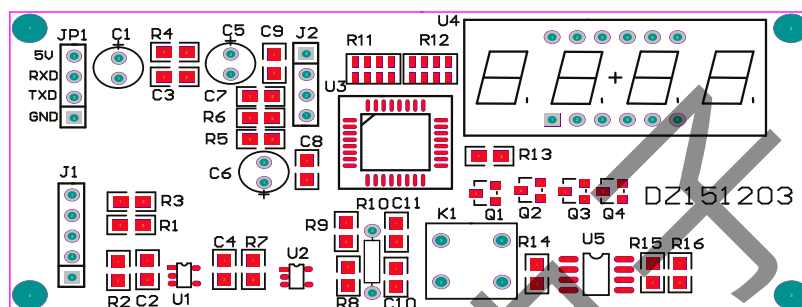 JP1
C1
R4
C5
C9
J2
U4
5V
RXD
TXD
GND
C3
R11
R12
U3
C7
R6
R5
C6
C8
R13
J1
R3
R1
R10
C11
R9
K1
Q1
Q2
Q3
Q4
DZ151203
C4
R7
U2
R14
U5
R15
R16
R2
C2
U1
R8
C10